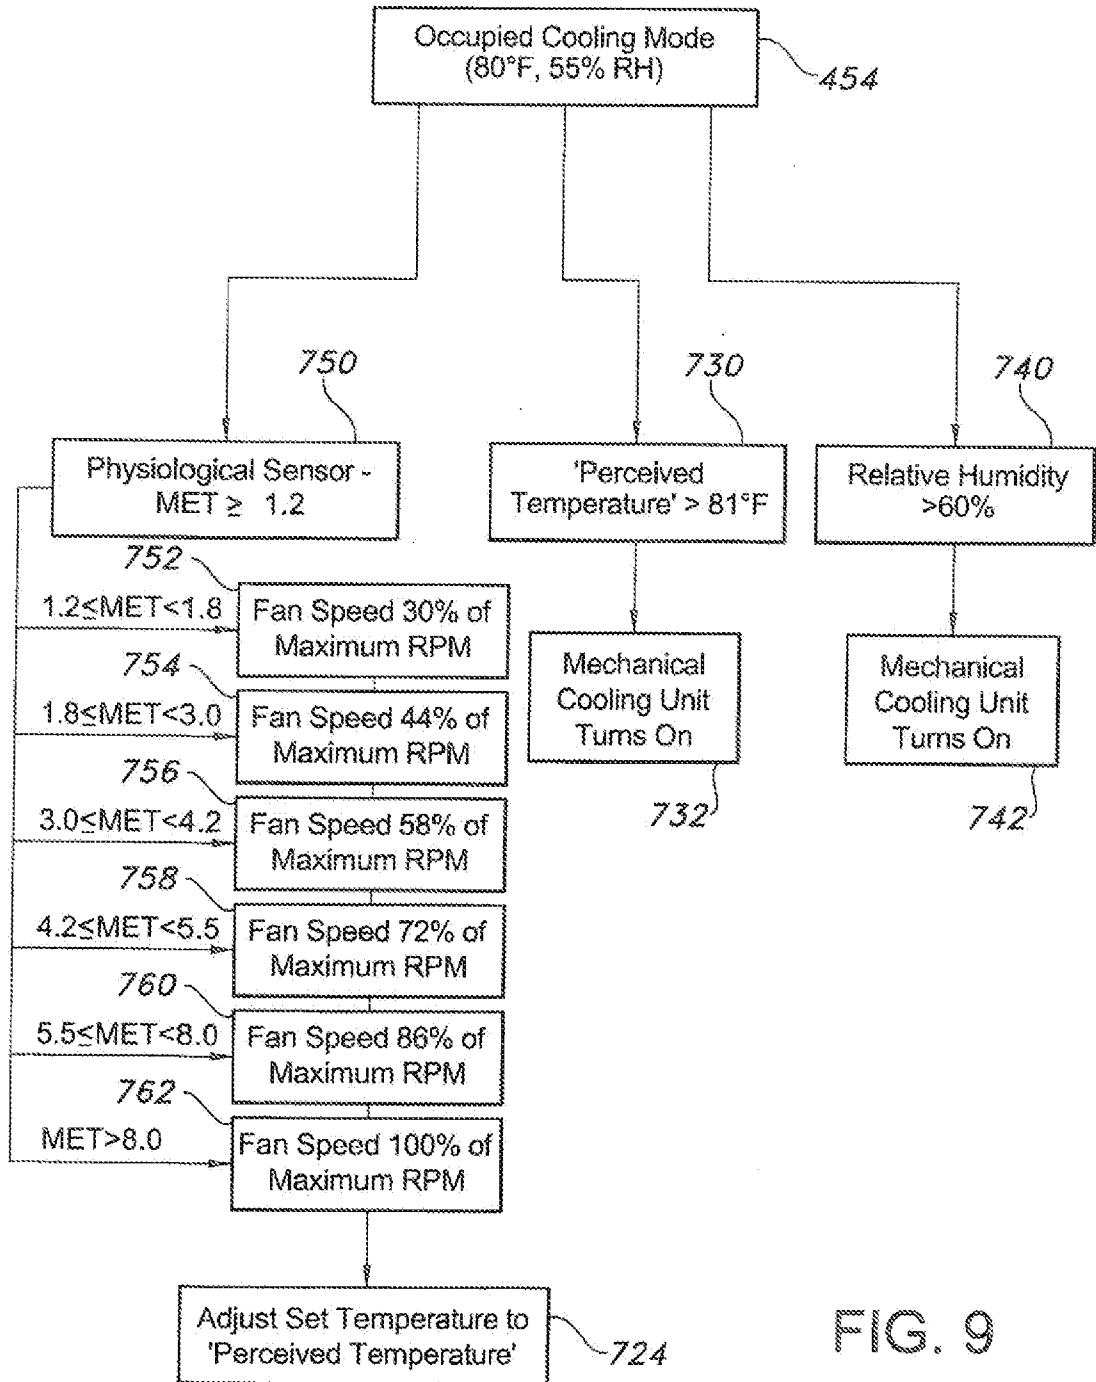 Occupied Cooling Mode
(80°F, 55% RH)
454
750
730
740
Physiological Sensor -
MET ≥ 1.2
'Perceived
Temperature' > 81°F
Relative Humidity
>60%
752
1.2≤MET<1.8
Fan Speed 30% of
Maximum RPM
Mechanical
Cooling Unit
Turns On
732
Mechanical
Cooling Unit
Turns On
742
754
1.8≤MET<3.0
Fan Speed 44% of
Maximum RPM
756
3.0≤MET<4.2
Fan Speed 58% of
Maximum RPM
758
4.2≤MET<5.5
Fan Speed 72% of
Maximum RPM
760
5.5≤MET<8.0
Fan Speed 86% of
Maximum RPM
762
MET>8.0
Fan Speed 100% of
Maximum RPM
Adjust Set Temperature to
'Perceived Temperature'
724
FIG. 9